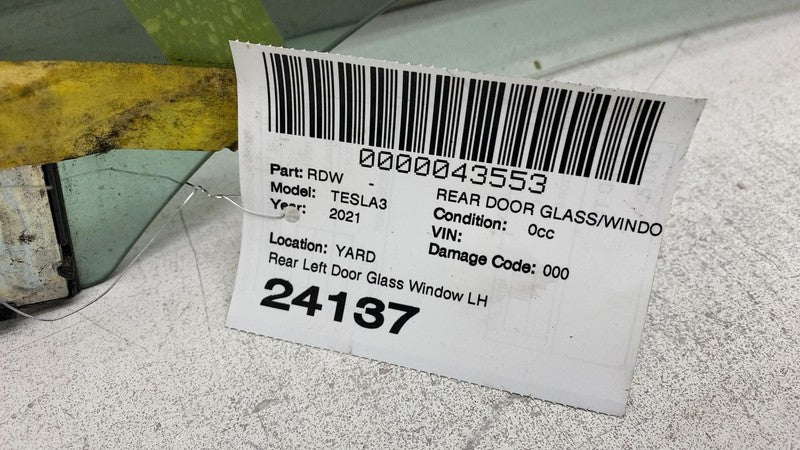 0000043553
Part: RDW - REAR DOOR GLASS/WINDO
Model: TESLA3 Condition: 0cc
Year: 2021 VIN:
Damage Code: 000
Location: YARD
Rear Left Door Glass Window LH
24137